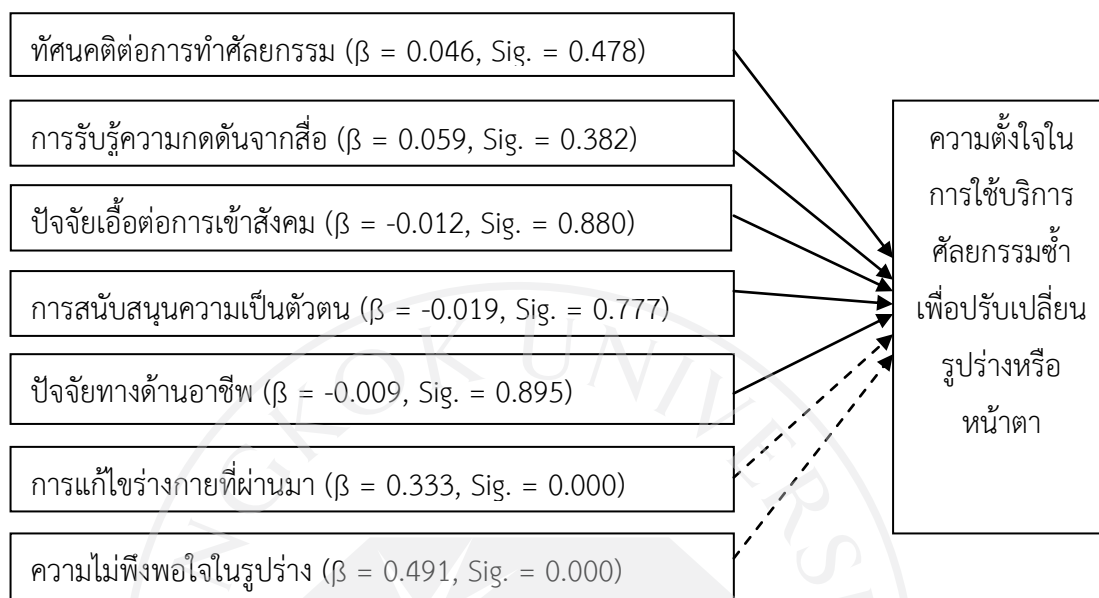 ทัศนคติต่อการทำศัลยกรรม (β = 0.046, Sig. = 0.478)
การรับรู้ความกดดันจากสื่อ (β = 0.059, Sig. = 0.382)
ปัจจัยเอื้อต่อการเข้าสังคม (β = -0.012, Sig. = 0.880)
การสนับสนุนความเป็นตัวตน (β = -0.019, Sig. = 0.777)
ปัจจัยทางด้านอาชีพ (β = -0.009, Sig. = 0.895)
การแก้ไขร่างกายที่ผ่านมา (β = 0.333, Sig. = 0.000)
ความไม่พึงพอใจในรูปร่าง (β = 0.491, Sig. = 0.000)
ความตั้งใจใน
การใช้บริการ
ศัลยกรรมซ้ำ
เพื่อปรับเปลี่ยน
รูปร่างหรือ
หน้าตา
NGKOK UNIVERS